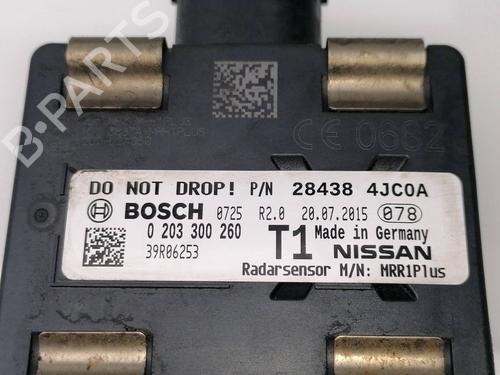 B-Parts
CE 0682
DO NOT DROP! P/N 28438 4JC0A
BOSCH 0725 R2.0 20.07.2015 078
0 203 300 260 T1 Made in Germany
39R06253 NISSAN
Radarsensor M/N: MRR1Plus